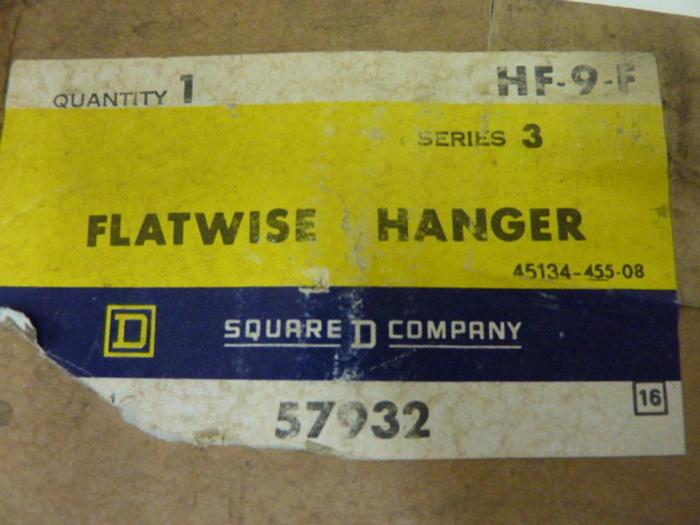 QUANTITY 1 HF-9-F
SERIES 3
FLATWISE HANGER
45134-455-08
D SQUARE D COMPANY
57932 16